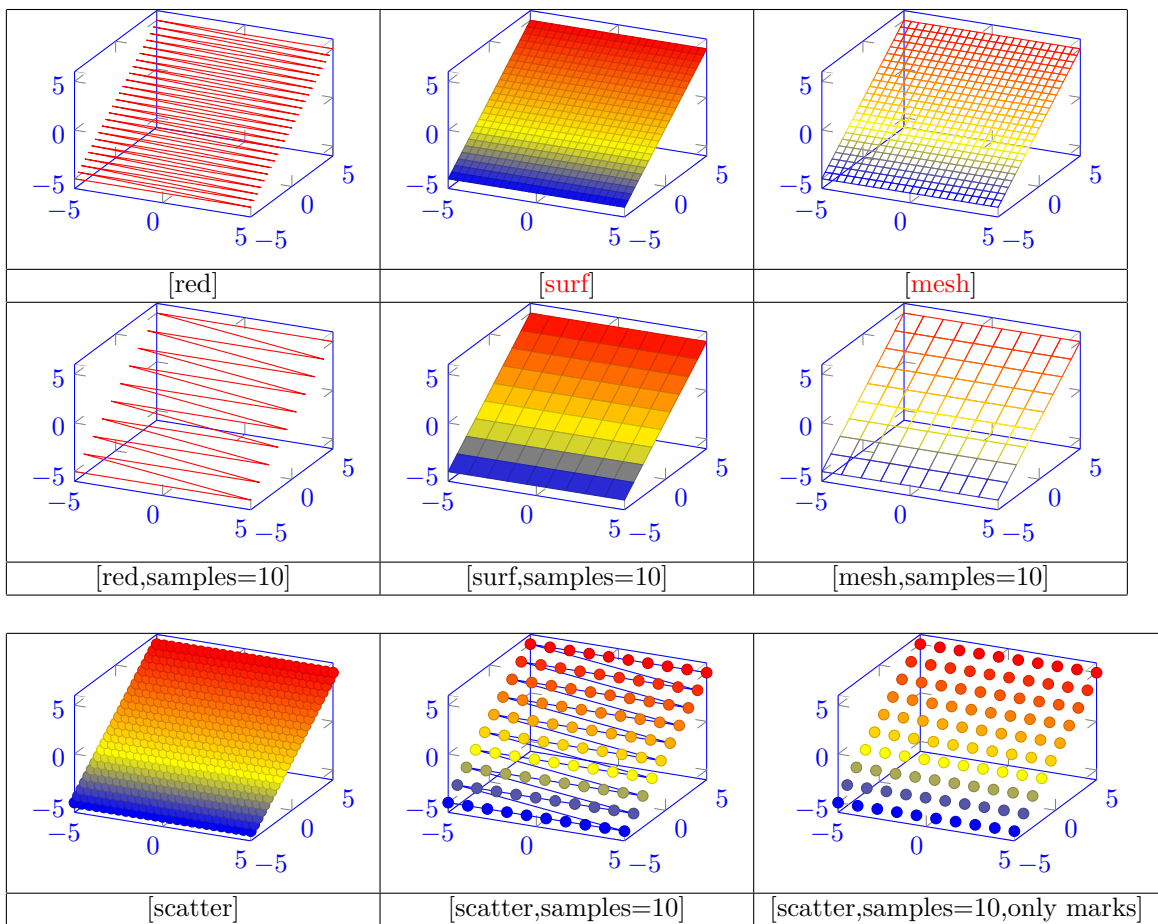 5 0 −5 −5 0 5 −5 0 5
5 0 −5 −5 0 5 −5 0 5
5 0 −5 −5 0 5 −5 0 5
[red] [surf] [mesh]
5 0 −5 −5 0 5 −5 0 5
5 0 −5 −5 0 5 −5 0 5
5 0 −5 −5 0 5 −5 0 5
[red,samples=10] [surf,samples=10] [mesh,samples=10]
5 0 −5 −5 0 5 −5 0 5
5 0 −5 −5 0 5 −5 0 5
5 0 −5 −5 0 5 −5 0 5
[scatter] [scatter,samples=10] [scatter,samples=10,only marks]